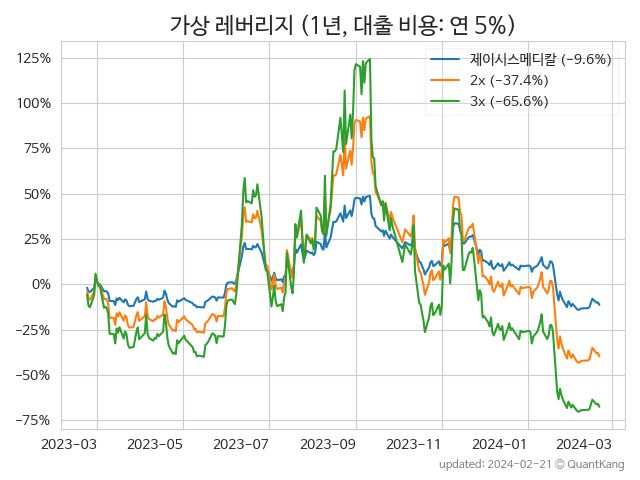 가상 레버리지 (1년, 대출 비용: 연 5%)
125%
100%
75%
50%
25%
0%
−25%
−50%
−75%
제이시스메디칼 (−9.6%)
2x (−37.4%)
3x (−65.6%)
2023-03 2023-05 2023-07 2023-09 2023-11 2024-01 2024-03
updated: 2024-02-21 © QuantKang